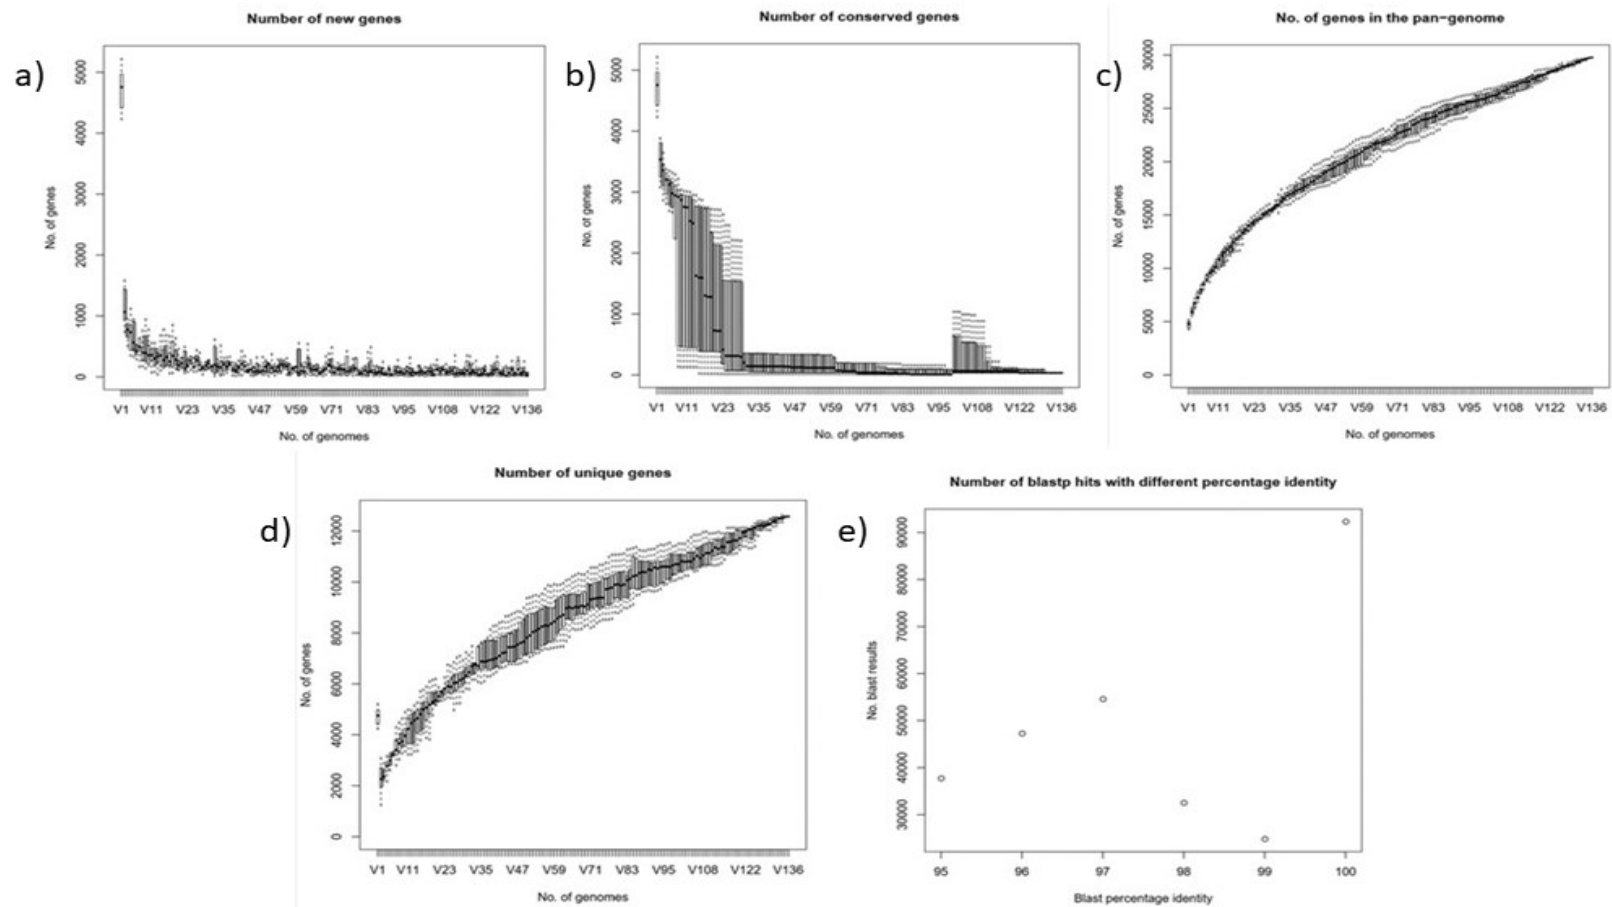 Number of new genes
Number of conserved genes
No. of genes in the pan−genome
a)
b)
c)
No. of genes
0
1000
2000
3000
4000
5000
V1 V11 V23 V35 V47 V59 V71 V83 V95 V108 V122 V136
No. of genomes
No. of genes
0
1000
2000
3000
4000
5000
V1 V11 V23 V35 V47 V59 V71 V83 V95 V108 V122 V136
No. of genomes
No. of genes
0
5000
10000
15000
20000
25000
30000
V1 V11 V23 V35 V47 V59 V71 V83 V95 V108 V122 V136
No. of genomes
Number of unique genes
Number of blastp hits with different percentage identity
d)
e)
No. of genes
0
2000
4000
6000
8000
10000
12000
V1 V11 V23 V35 V47 V59 V71 V83 V95 V108 V122 V136
No. of genomes
No. blast results
30000
40000
50000
60000
70000
80000
90000
95 96 97 98 99 100
Blast percentage identity